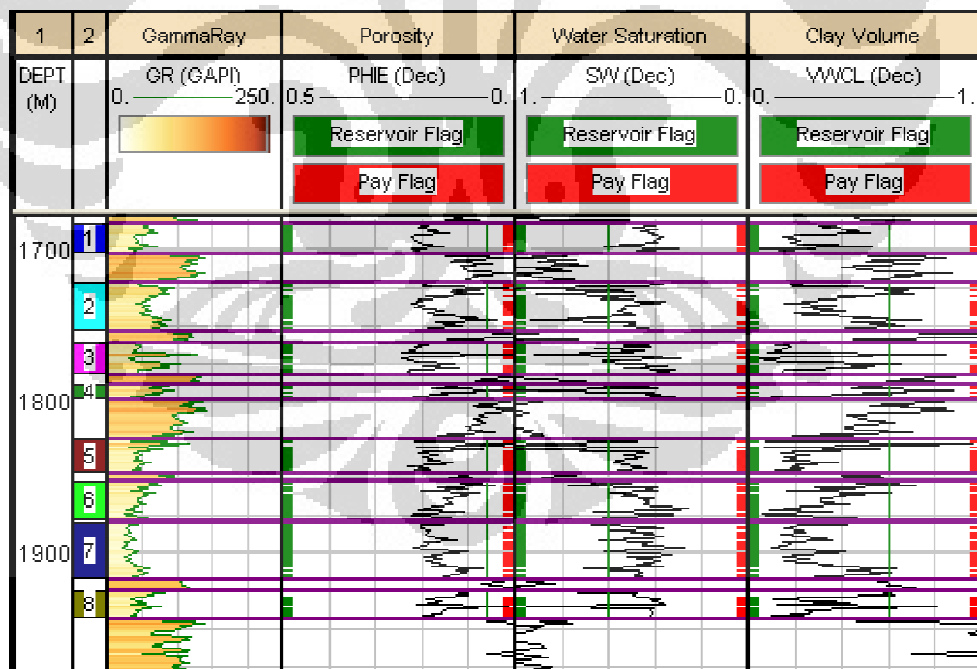 1 2 GammaRay Porosity Water Saturation Clay Volume
DEPT (M) GR (GAPI) PHIE (Dec) SW (Dec) VWCL (Dec)
0. 250. 0.5 0. 1. 0. 0. 1.
Reservoir Flag Reservoir Flag Reservoir Flag
Pay Flag Pay Flag Pay Flag
1
1700
2
3
4
1800
5
6
1900 7
8